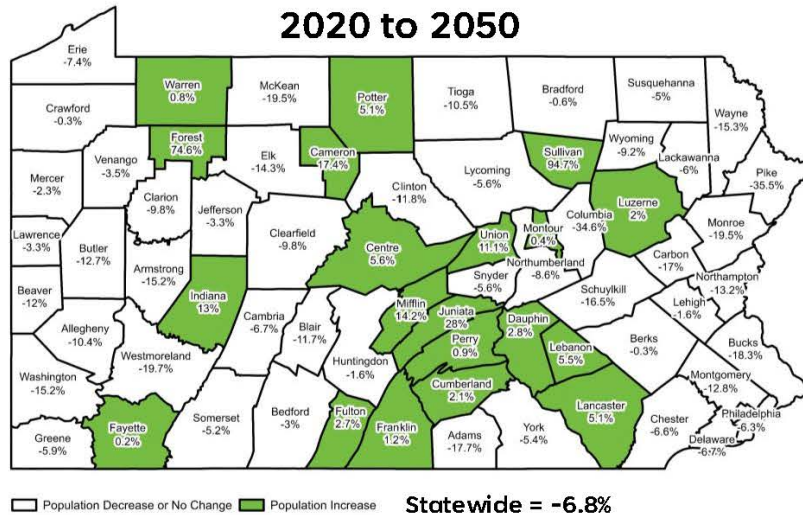 2020 to 2050
Erie
-7.4%
Warren
0.8%
McKean
-19.5%
Potter
5.1%
Tioga
-10.5%
Bradford
-0.6%
Susquehanna
-5%
Crawford
-0.3%
Wayne
-15.3%
Forest
74.6%
Cameron
17.4%
Sullivan
94.7%
Wyoming
-9.2%
Lackawanna
-6%
Venango
-3.5%
Elk
-14.3%
Lycoming
-5.6%
Pike
-35.5%
Mercer
-2.3%
Clarion
-9.8%
Clinton
-11.8%
Luzerne
2%
Jefferson
-3.3%
Columbia
-34.6%
Monroe
-19.5%
Lawrence
-3.3%
Butler
-12.7%
Clearfield
-9.8%
Centre
5.6%
Union
11.1%
Montour
0.4%
Northumberland
-8.6%
Carbon
-17%
Armstrong
-15.2%
Snyder
-5.6%
Northampton
-13.2%
Beaver
-12%
Indiana
13%
Schuylkill
-16.5%
Lehigh
-1.6%
Mifflin
14.2%
Juniata
28%
Dauphin
2.8%
Cambria
-6.7%
Blair
-11.7%
Allegheny
-10.4%
Perry
0.9%
Lebanon
5.5%
Berks
-0.3%
Bucks
-18.3%
Westmoreland
-19.7%
Huntingdon
-1.6%
Montgomery
-12.8%
Washington
-15.2%
Cumberland
2.1%
Lancaster
5.1%
Philadelphia
-6.3%
Fayette
0.2%
Somerset
-5.2%
Bedford
-3%
Fulton
2.7%
Franklin
1.2%
Adams
-17.7%
York
-5.4%
Chester
-6.6%
Delaware
-6.7%
Greene
-5.9%
Population Decrease or No Change
Population Increase
Statewide = -6.8%